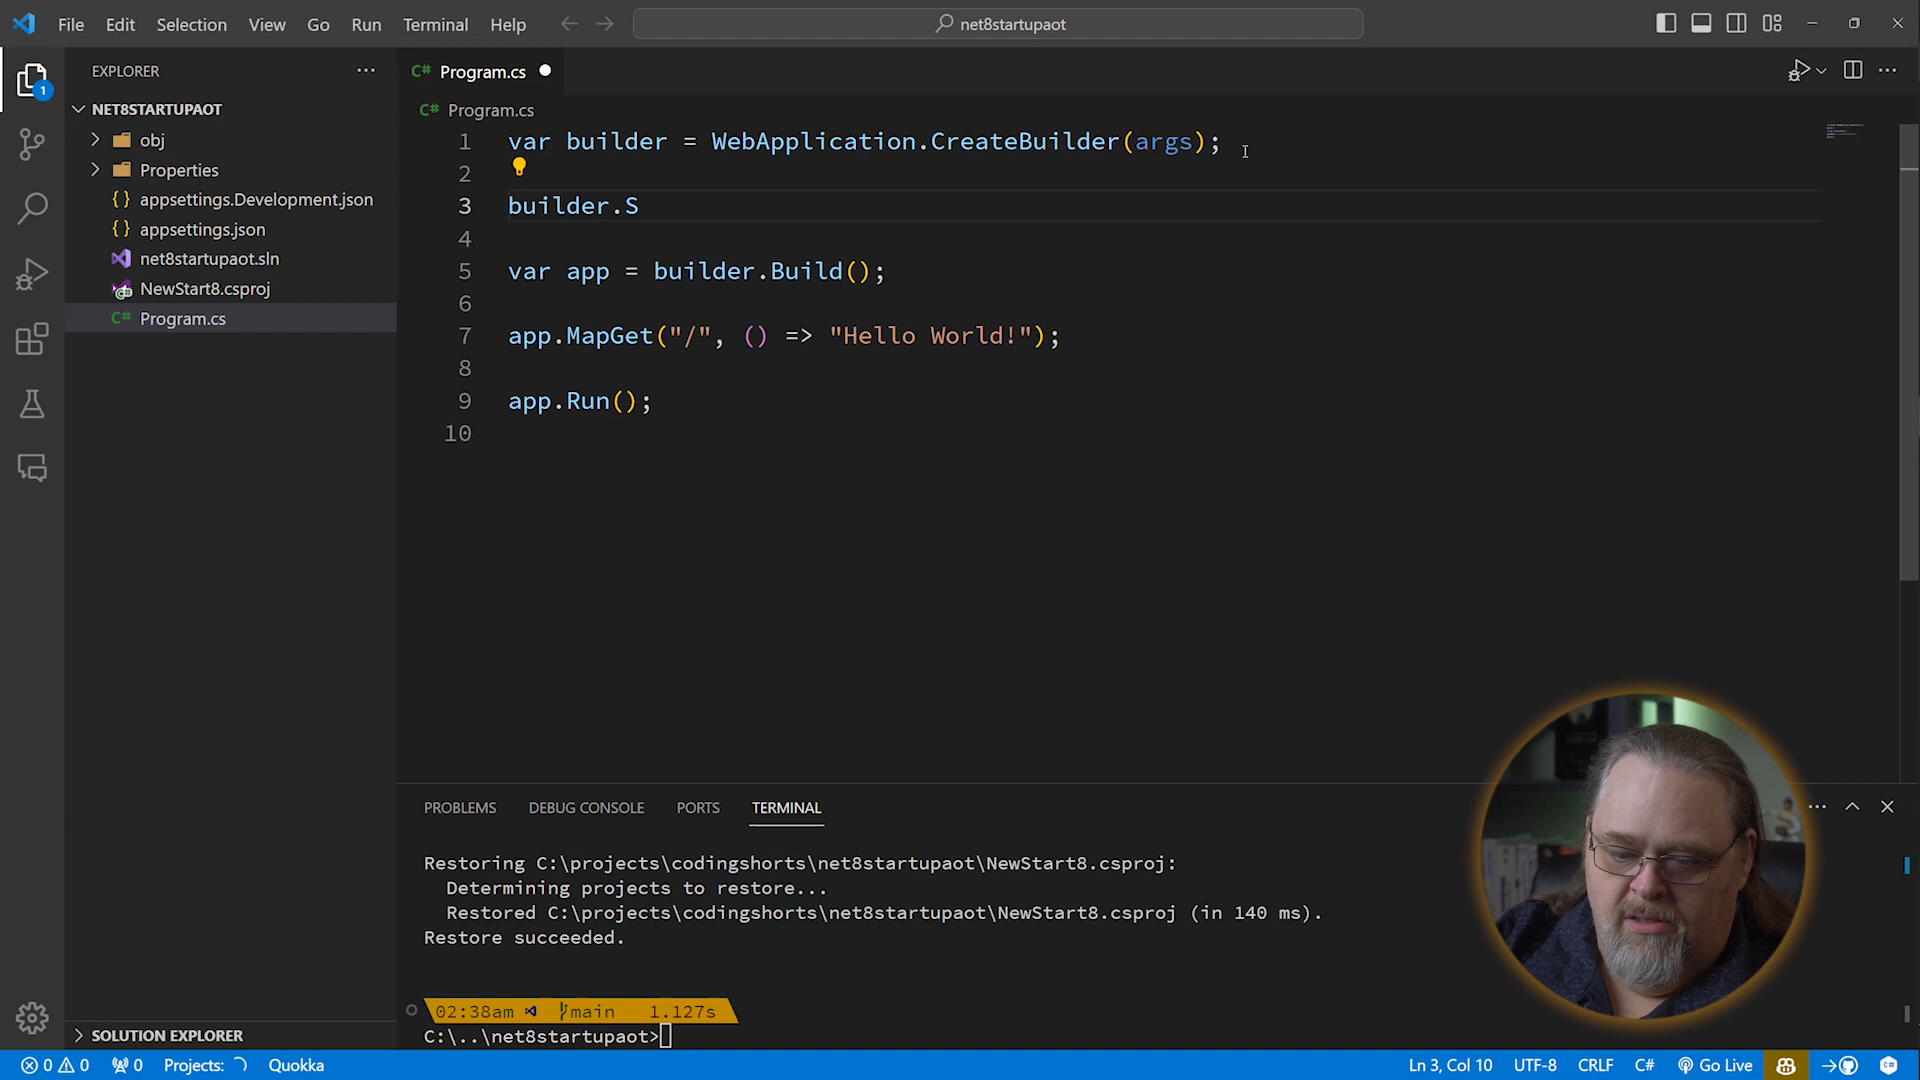 File Edit Selection View Go Run Terminal Help
net8startupaot
EXPLORER
NET8STARTUPAOT
obj
Properties
{} appsettings.Development.json
{} appsettings.json
net8startupaot.sln
NewStart8.csproj
C# Program.cs
SOLUTION EXPLORER
1
C# Program.cs
C# Program.cs
1 var builder = WebApplication.CreateBuilder(args);
2
3 builder.S
4
5 var app = builder.Build();
6
7 app.MapGet("/", () => "Hello World!");
8
9 app.Run();
10
PROBLEMS DEBUG CONSOLE PORTS TERMINAL
Restoring C:\projects\codingshorts\net8startupaot\NewStart8.csproj:
Determining projects to restore...
Restored C:\projects\codingshorts\net8startupaot\NewStart8.csproj (in 140 ms).
Restore succeeded.
02:38am main 1.127s
C:\..\net8startupaot>
0 0 0 Projects: Quokka Ln 3, Col 10 UTF-8 CRLF C# Go Live